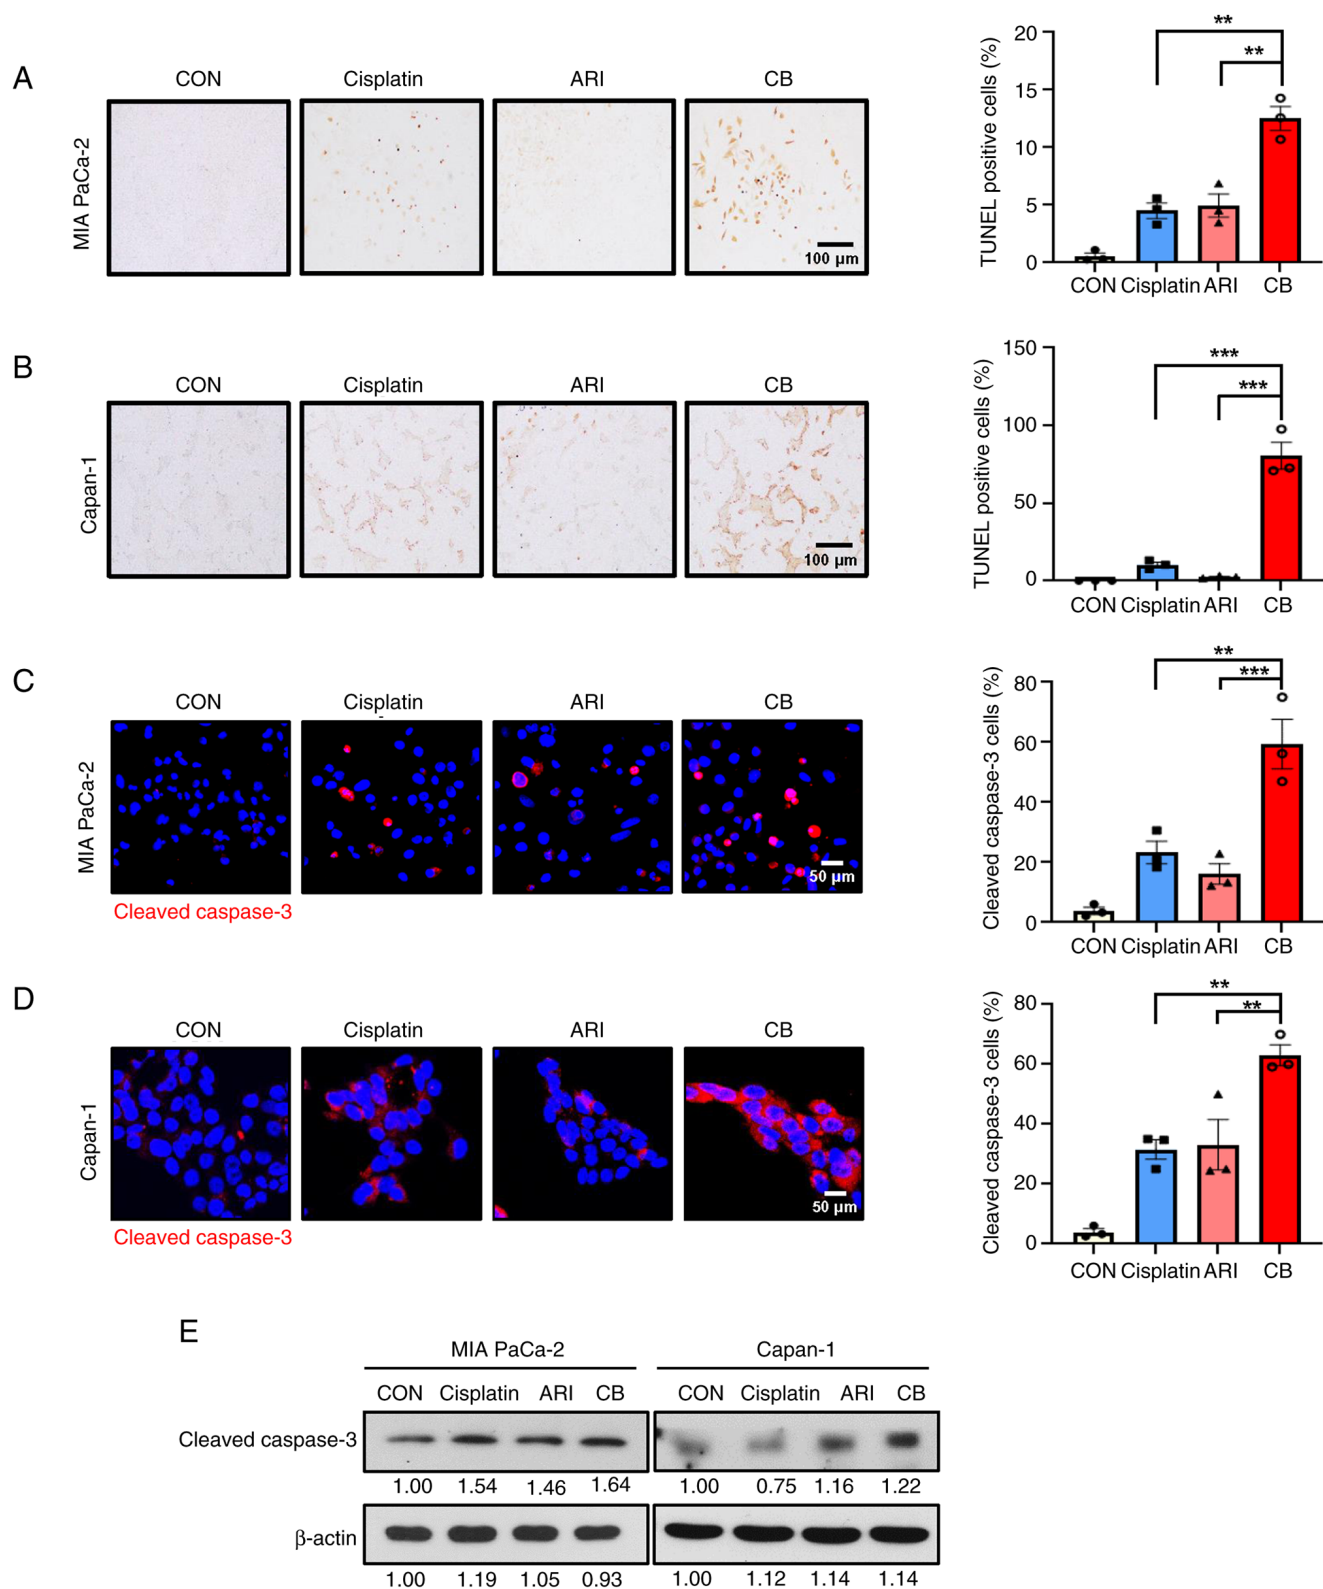 A
CON Cisplatin ARI CB
MIA PaCa-2
100 µm
TUNEL positive cells (%)
20
15
10
5
0
**
**
CON Cisplatin ARI CB
B
CON Cisplatin ARI CB
Capan-1
100 µm
TUNEL positive cells (%)
150
100
50
0
***
***
CON Cisplatin ARI CB
C
CON Cisplatin ARI CB
MIA PaCa-2
50 µm
Cleaved caspase-3
Cleaved caspase-3 cells (%)
80
60
40
20
0
**
***
CON Cisplatin ARI CB
D
CON Cisplatin ARI CB
Capan-1
50 µm
Cleaved caspase-3
Cleaved caspase-3 cells (%)
80
60
40
20
0
**
**
CON Cisplatin ARI CB
E
MIA PaCa-2 Capan-1
CON Cisplatin ARI CB CON Cisplatin ARI CB
Cleaved caspase-3
1.00 1.54 1.46 1.64 1.00 0.75 1.16 1.22
β-actin
1.00 1.19 1.05 0.93 1.00 1.12 1.14 1.14